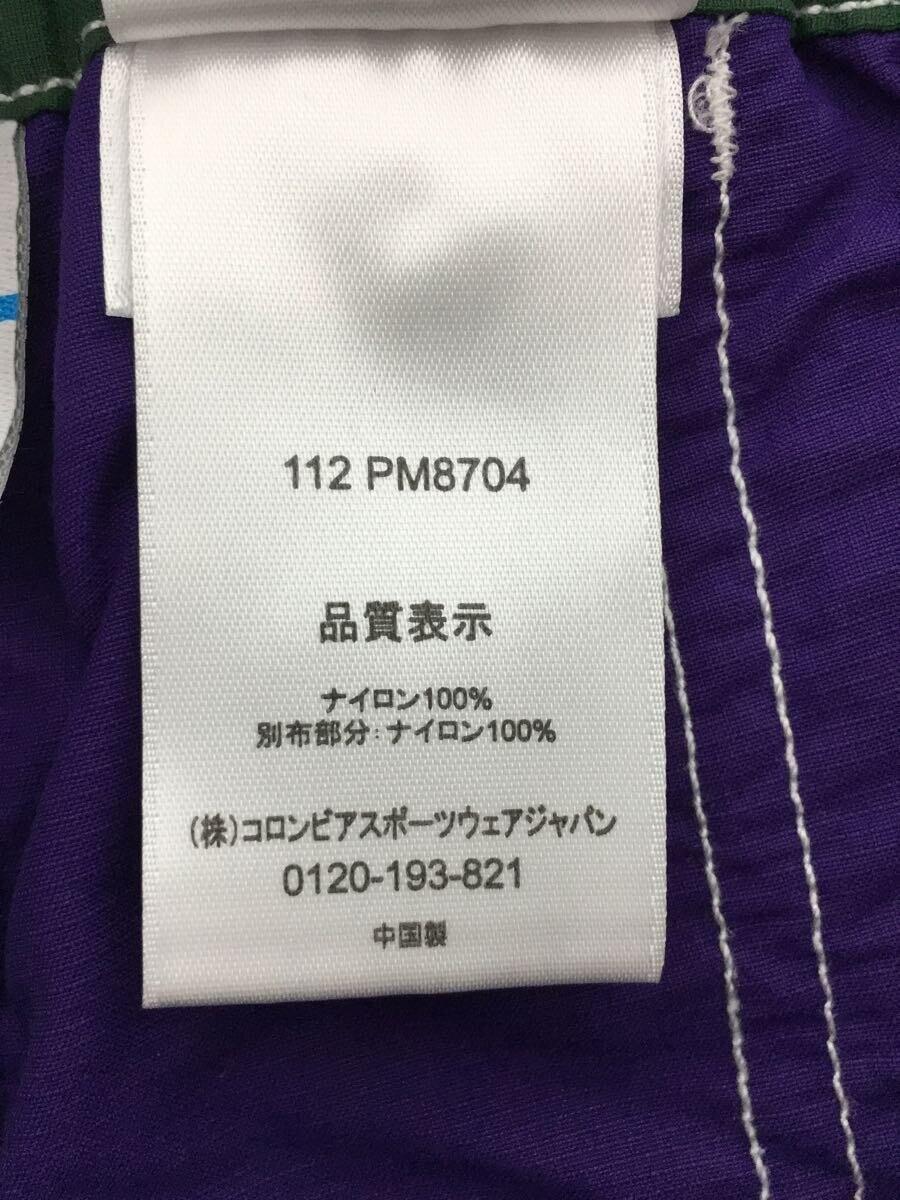 112 PM8704
品質表示
ナイロン100%
別布部分:ナイロン100%
(株)コロンビアスポーツウェアジャパン
0120-193-821
中国製